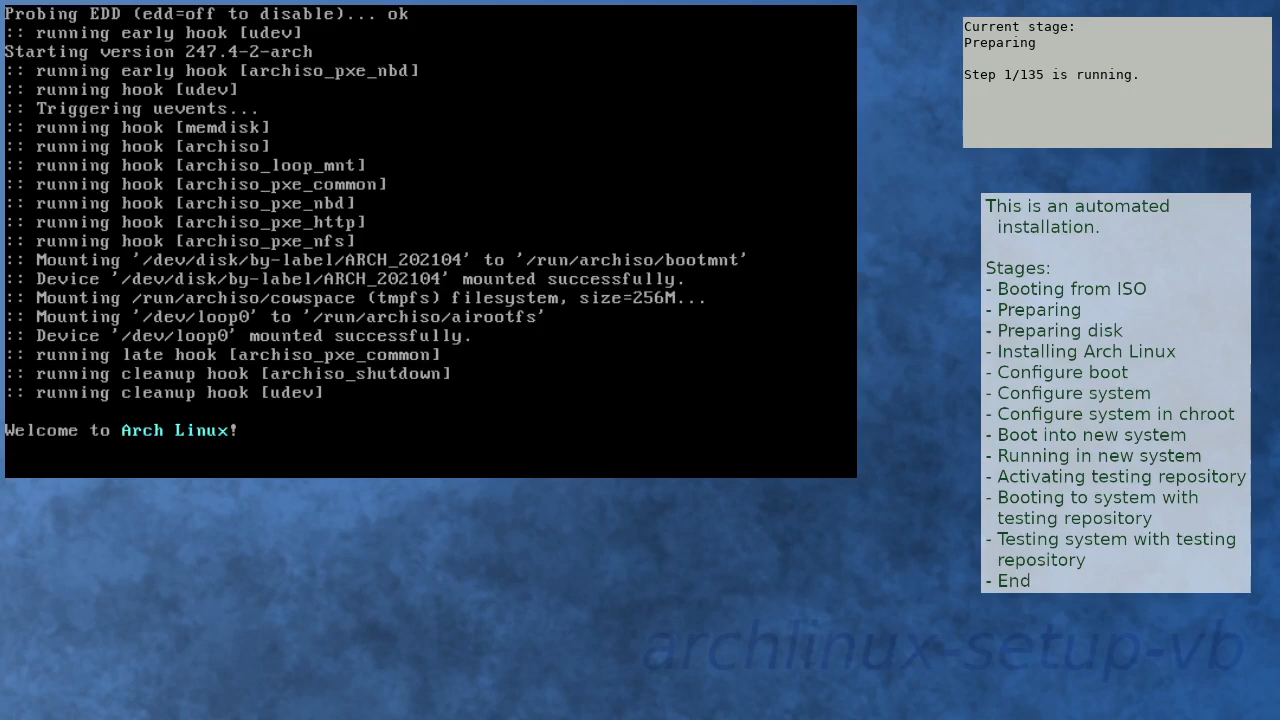 Probing EDD (edd=off to disable)... ok
:: running early hook [udev]
Starting version 247.4-2-arch
:: running early hook [archiso_pxe_nbd]
:: running hook [udev]
:: Triggering uevents...
:: running hook [memdisk]
:: running hook [archiso]
:: running hook [archiso_loop_mnt]
:: running hook [archiso_pxe_common]
:: running hook [archiso_pxe_nbd]
:: running hook [archiso_pxe_http]
:: running hook [archiso_pxe_nfs]
:: Mounting '/dev/disk/by-label/ARCH_202104' to '/run/archiso/bootmnt'
:: Device '/dev/disk/by-label/ARCH_202104' mounted successfully.
:: Mounting /run/archiso/cowspace (tmpfs) filesystem, size=256M...
:: Mounting '/dev/loop0' to '/run/archiso/airootfs'
:: Device '/dev/loop0' mounted successfully.
:: running late hook [archiso_pxe_common]
:: running cleanup hook [archiso_shutdown]
:: running cleanup hook [udev]
Welcome to Arch Linux!
Current stage:
Preparing
Step 1/135 is running.
This is an automated
installation.
Stages:
- Booting from ISO
- Preparing
- Preparing disk
- Installing Arch Linux
- Configure boot
- Configure system
- Configure system in chroot
- Boot into new system
- Running in new system
- Activating testing repository
- Booting to system with
testing repository
- Testing system with testing
repository
- End
archlinux-setup-vb